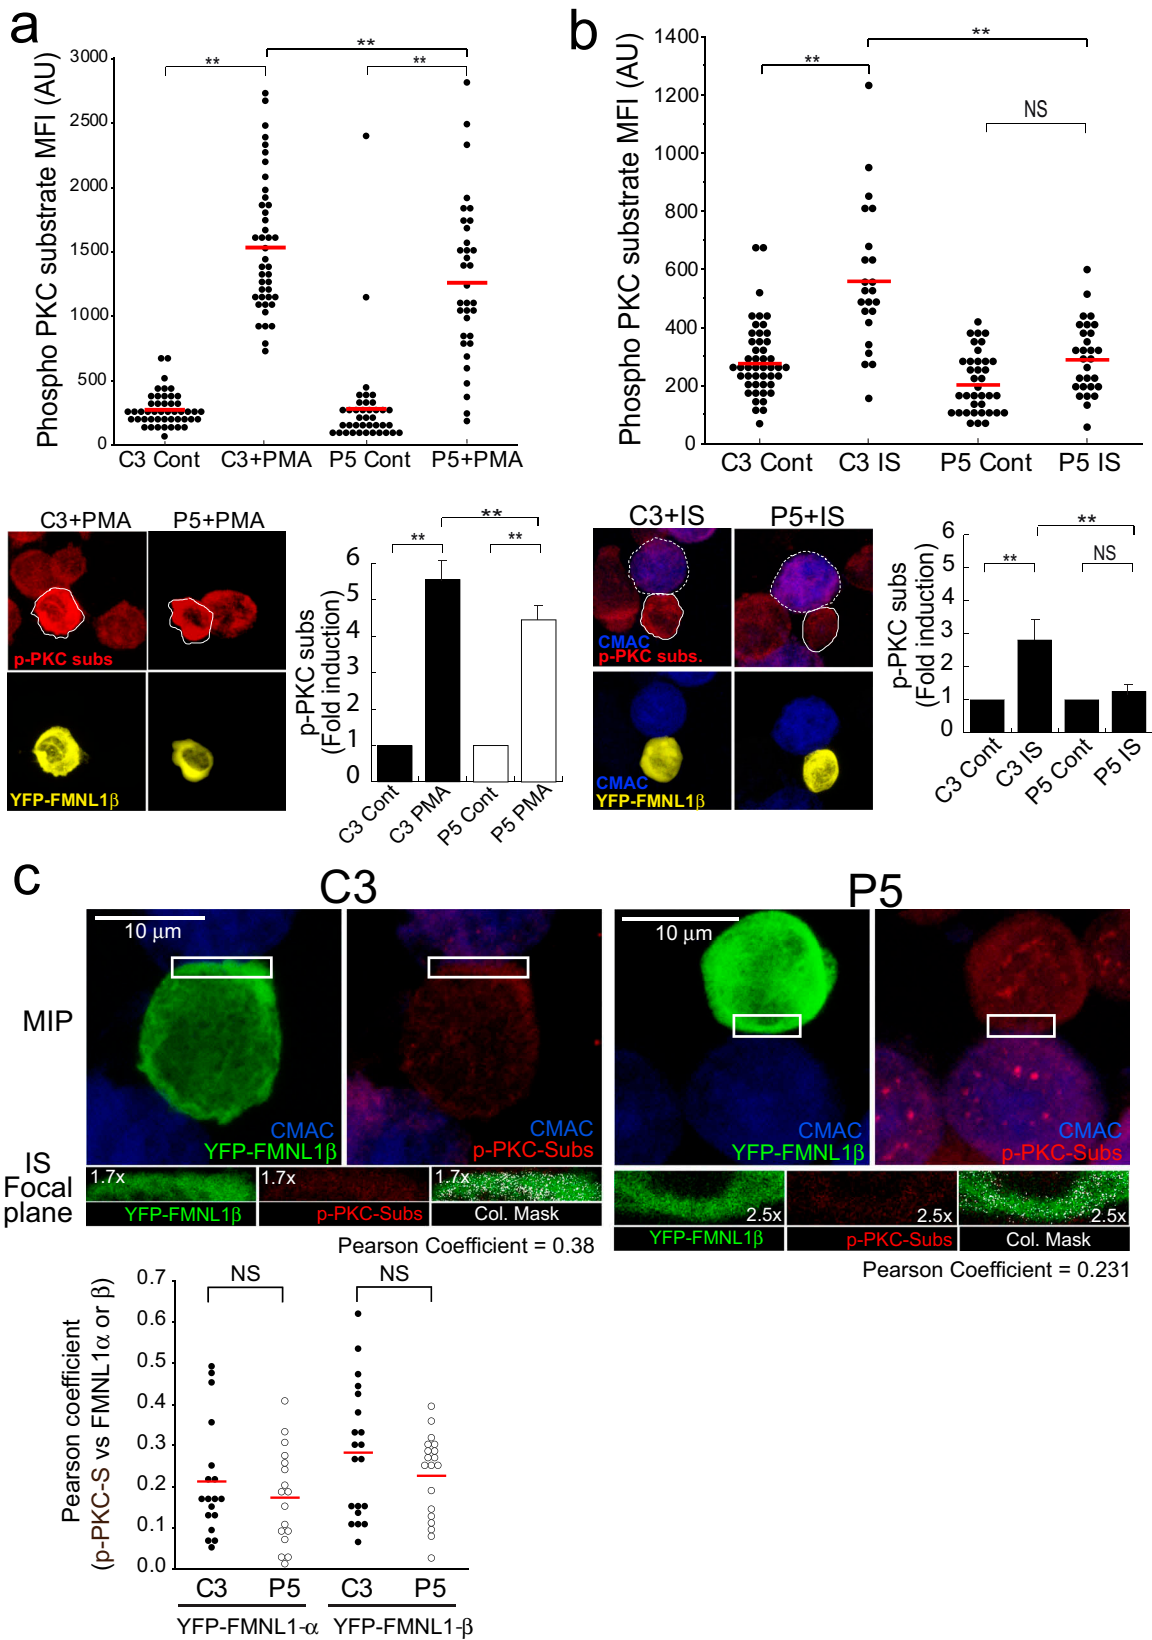 a
Phospho PKC substrate MFI (AU)
3000
2500
2000
1500
1000
500
0
**
**
**
C3 Cont
C3+PMA
P5 Cont
P5+PMA
C3+PMA
P5+PMA
p-PKC subs
YFP-FMNL1β
p-PKC subs
(Fold induction)
6
5
4
3
2
1
0
**
**
**
C3 Cont
C3 PMA
P5 Cont
P5 PMA
b
Phospho PKC substrate MFI (AU)
1400
1200
1000
800
600
400
200
0
**
**
NS
C3 Cont
C3 IS
P5 Cont
P5 IS
C3+IS
P5+IS
CMAC
p-PKC subs.
CMAC
YFP-FMNL1β
p-PKC subs
(Fold induction)
6
5
4
3
2
1
0
**
**
NS
C3 Cont
C3 IS
P5 Cont
P5 IS
c
C3
P5
MIP
10 μm
CMAC
YFP-FMNL1β
CMAC
p-PKC-Subs
10 μm
CMAC
YFP-FMNL1β
CMAC
p-PKC-Subs
IS
Focal
plane
1.7x
1.7x
1.7x
YFP-FMNL1β
p-PKC-Subs
Col. Mask
2.5x
2.5x
2.5x
YFP-FMNL1β
p-PKC-Subs
Col. Mask
Pearson Coefficient = 0.38
Pearson Coefficient = 0.231
Pearson coefficient
(p-PKC-S vs FMNL1α or β)
0.7
0.6
0.5
0.4
0.3
0.2
0.1
0.0
NS
NS
C3
P5
C3
P5
YFP-FMNL1-α
YFP-FMNL1-β